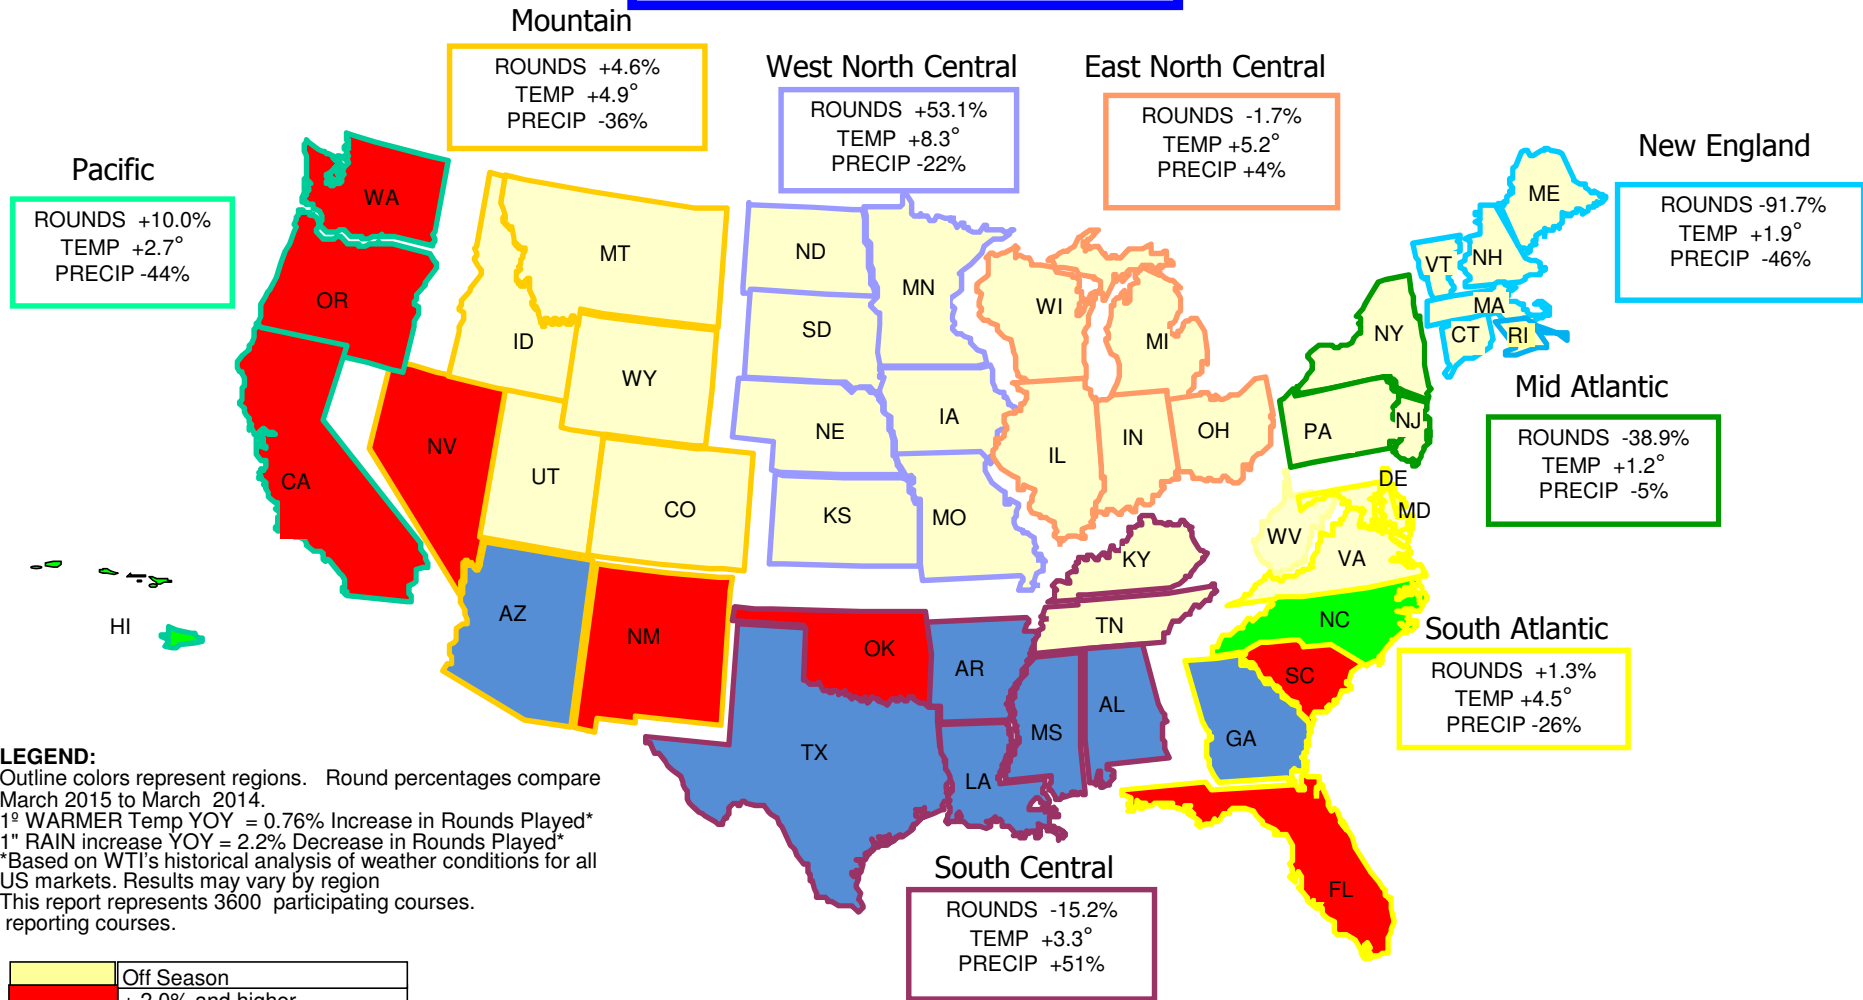 Mountain
ROUNDS +4.6%
TEMP +4.9°
PRECIP -36%
West North Central
ROUNDS +53.1%
TEMP +8.3°
PRECIP -22%
East North Central
ROUNDS -1.7%
TEMP +5.2°
PRECIP +4%
New England
ROUNDS -91.7%
TEMP +1.9°
PRECIP -46%
Pacific
ROUNDS +10.0%
TEMP +2.7°
PRECIP -44%
Mid Atlantic
ROUNDS -38.9%
TEMP +1.2°
PRECIP -5%
South Atlantic
ROUNDS +1.3%
TEMP +4.5°
PRECIP -26%
South Central
ROUNDS -15.2%
TEMP +3.3°
PRECIP +51%
WA
OR
CA
HI
MT
ID
WY
NV
UT
CO
AZ
NM
ND
MN
SD
NE
IA
KS
MO
WI
MI
IL
IN
OH
KY
TN
OK
AR
TX
LA
MS
AL
ME
VT
NH
MA
CT
RI
NY
PA
NJ
DE
MD
WV
VA
NC
SC
GA
FL
LEGEND:
Outline colors represent regions. Round percentages compare
March 2015 to March 2014.
1º WARMER Temp YOY = 0.76% Increase in Rounds Played*
1" RAIN increase YOY = 2.2% Decrease in Rounds Played*
*Based on WTI's historical analysis of weather conditions for all
US markets. Results may vary by region
This report represents 3600 participating courses.
reporting courses.
Off Season
+ 2.0% and higher